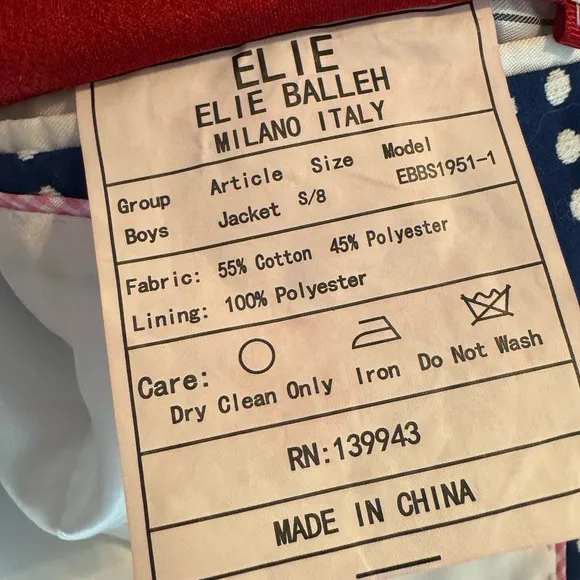 ELIE
ELIE BALLEH
MILANO ITALY
Group Article Size Model
Boys Jacket S/8 EBBS1951-1
Fabric: 55% Cotton 45% Polyester
Lining: 100% Polyester
Care:
Dry Clean Only Iron Do Not Wash
RN:139943
MADE IN CHINA